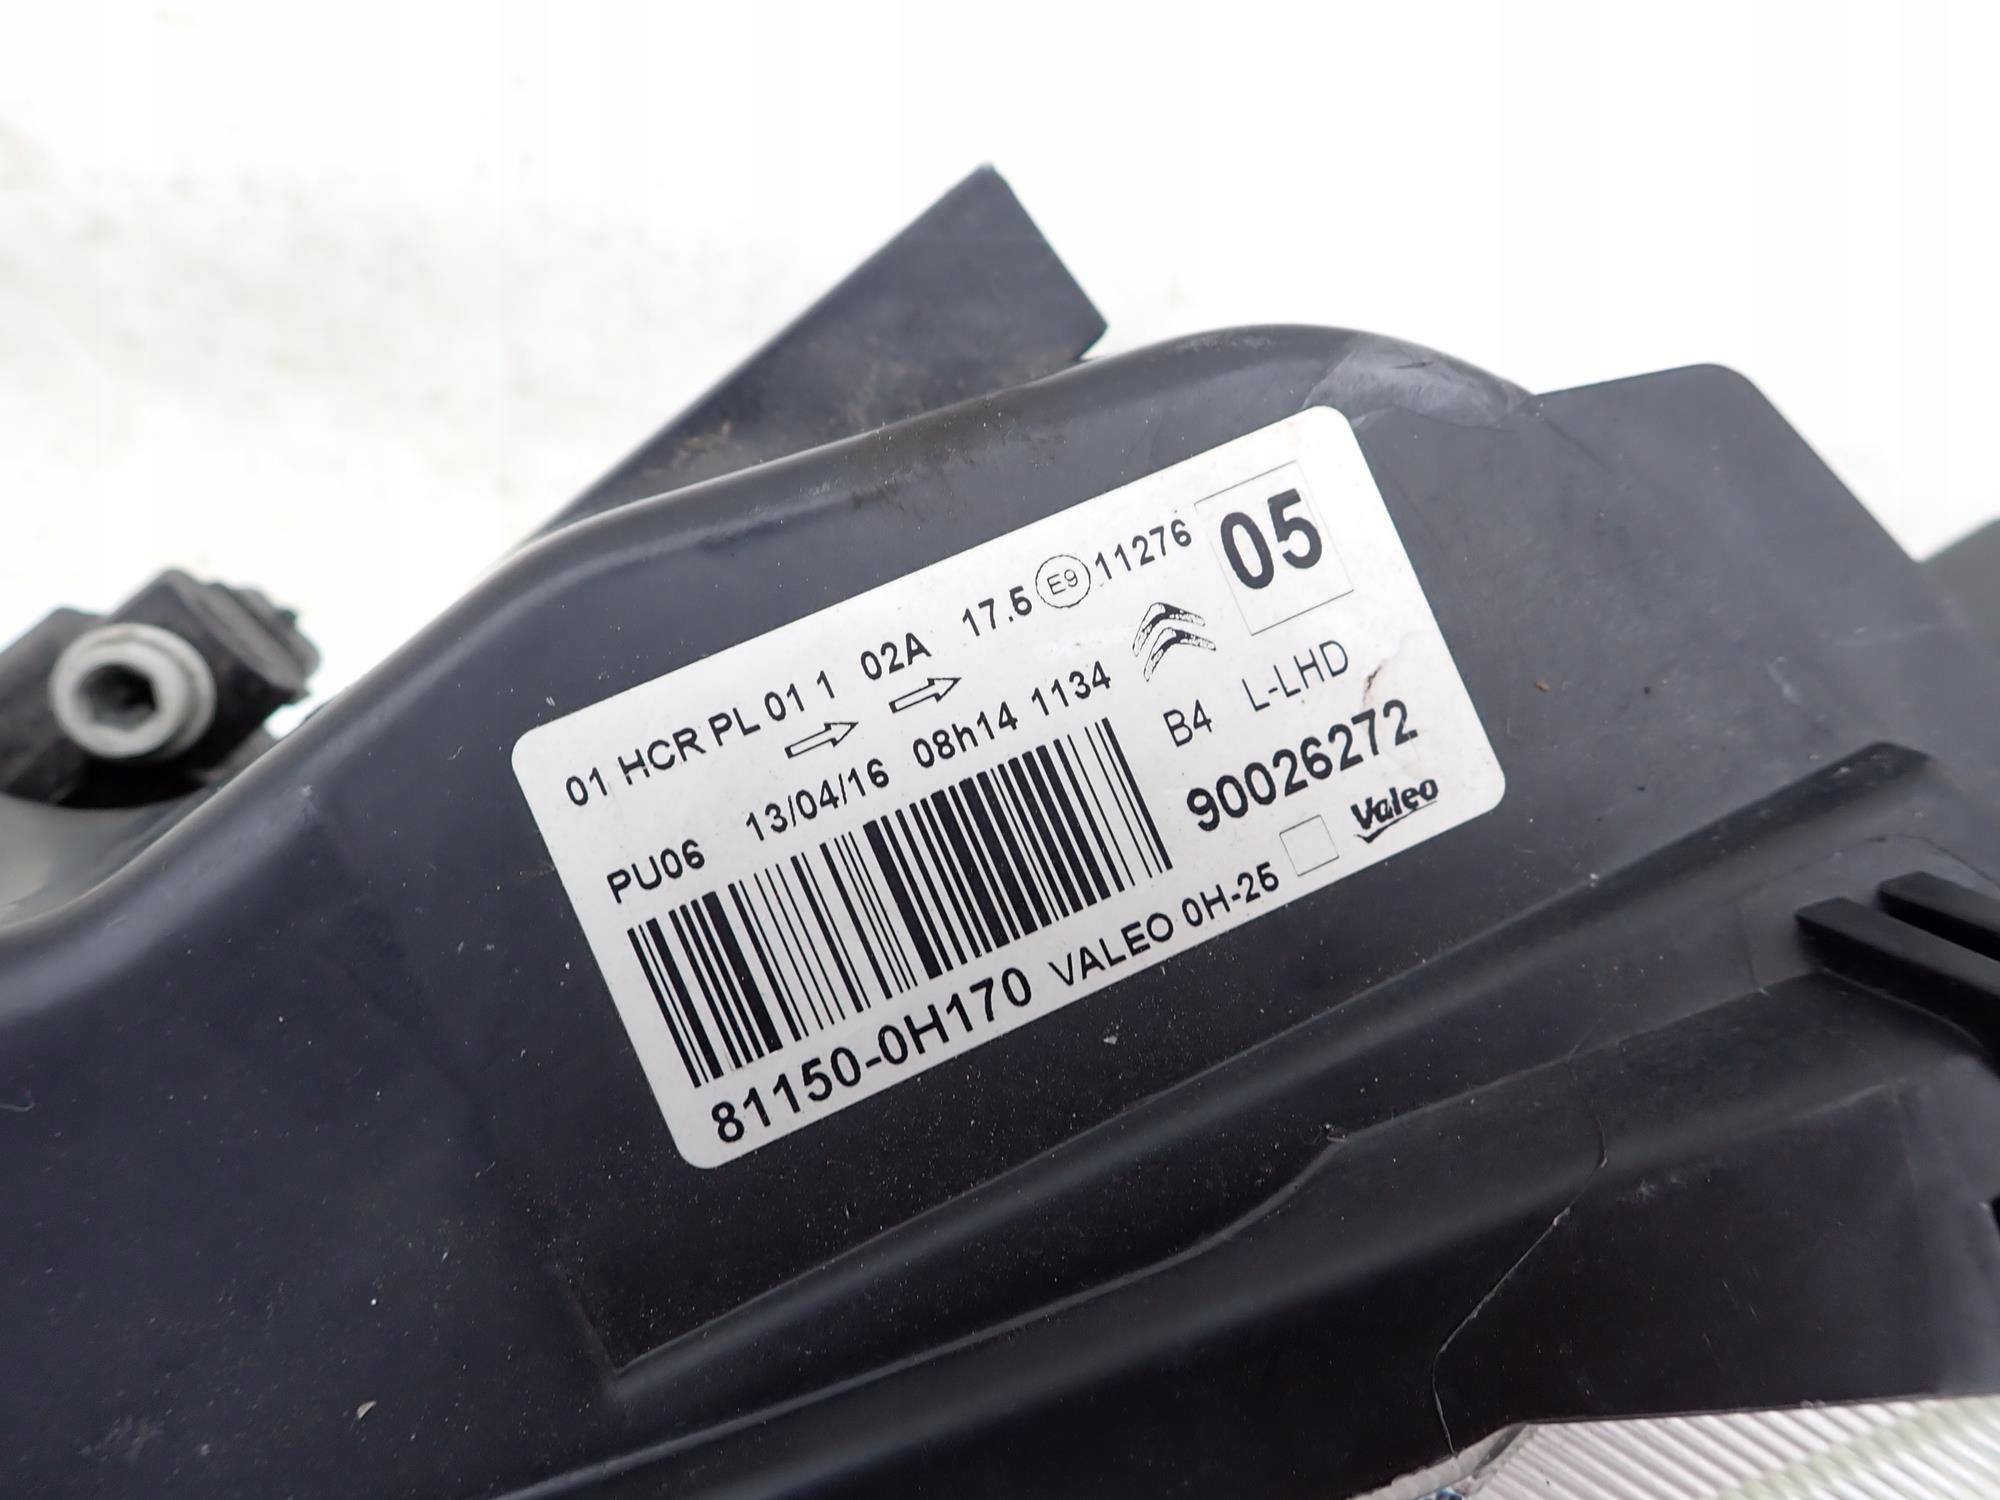 01 HCR PL 01 1 02A 17.5 E9 11276 05
PU06 13/04/16 08h14 1134
B4 L-LHD
90026272
81150-0H170 VALEO 0H-25 Valeo